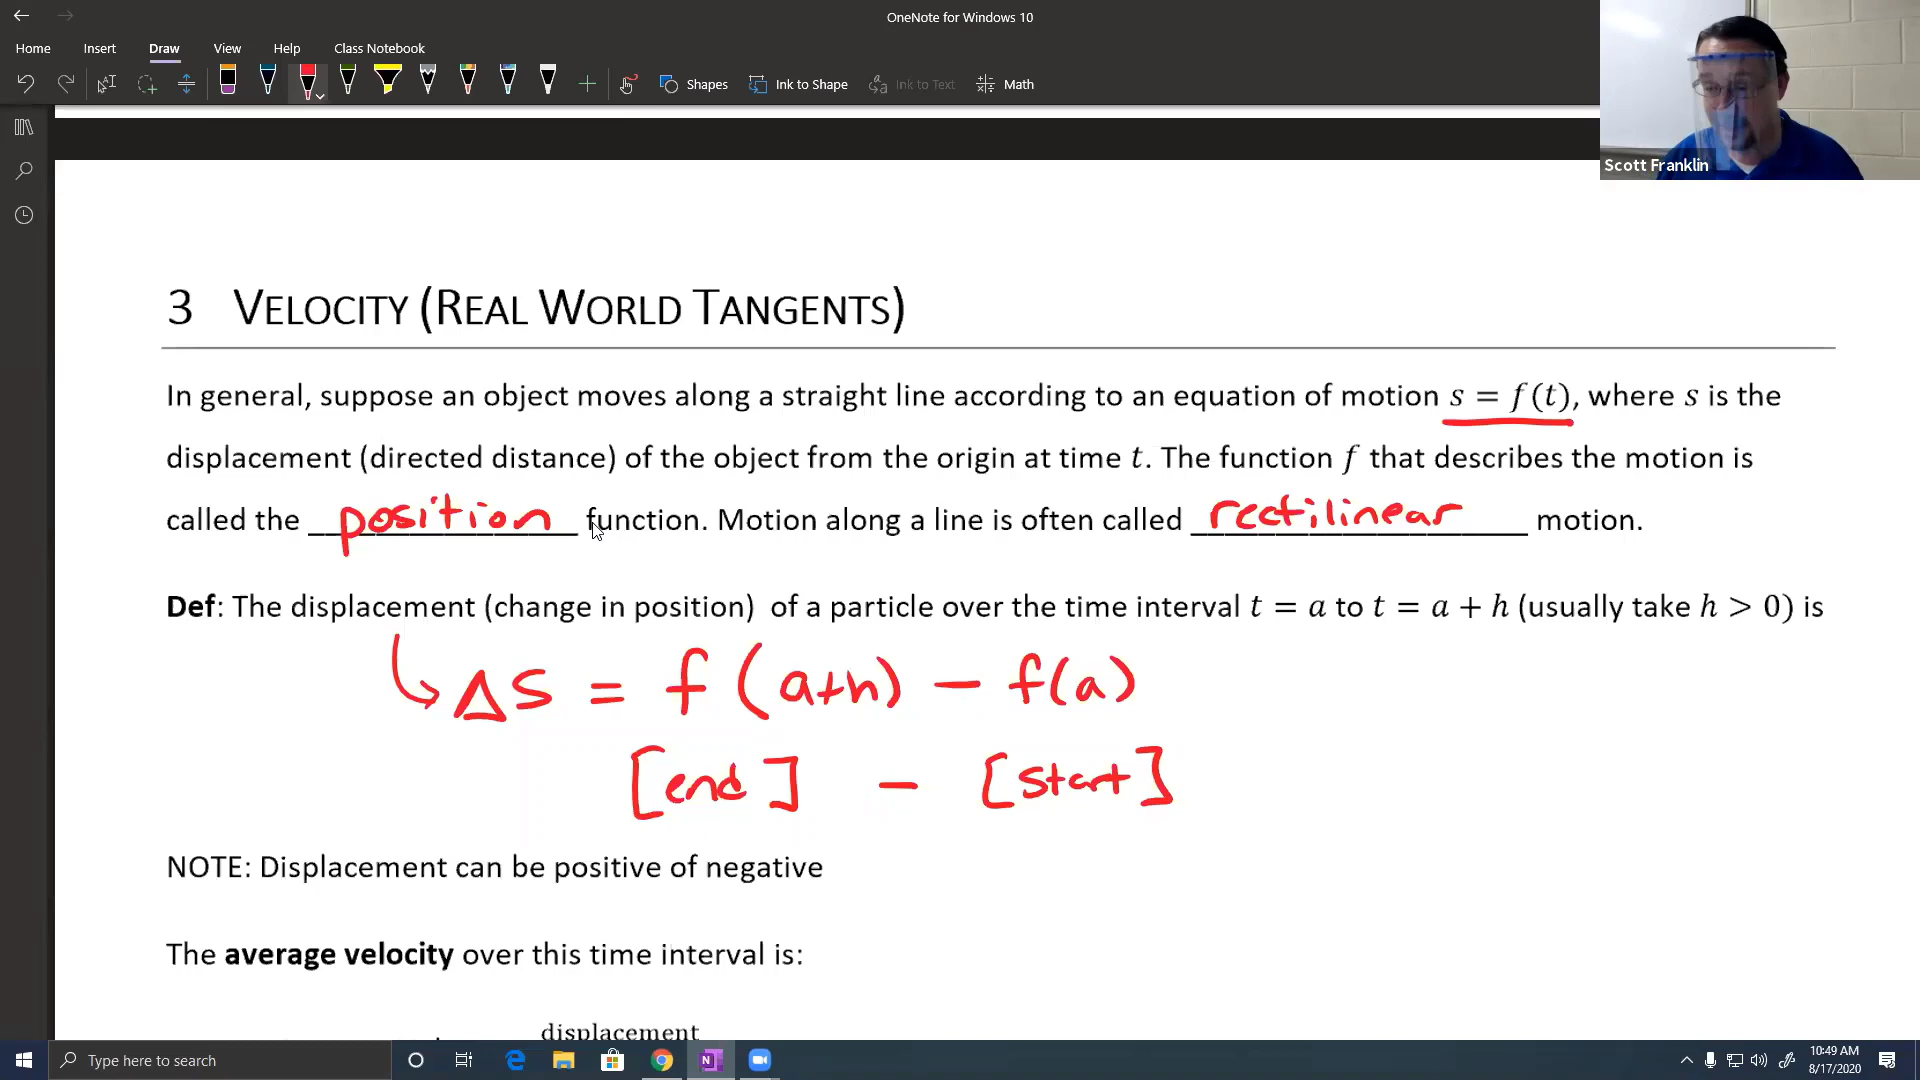 OneNote for Windows 10
Home Insert Draw View Help Class Notebook
Shapes Ink to Shape Ink to Text Math
Scott Franklin
3 VELOCITY (REAL WORLD TANGENTS)
In general, suppose an object moves along a straight line according to an equation of motion s = f(t), where s is the
displacement (directed distance) of the object from the origin at time t. The function f that describes the motion is
called the position function. Motion along a line is often called rectilinear motion.
Def: The displacement (change in position) of a particle over the time interval t = a to t = a + h (usually take h > 0) is
ΔS = f(a+h) − f(a)
[end] − [start]
NOTE: Displacement can be positive of negative
The average velocity over this time interval is:
displacement
Type here to search
10:49 AM
8/17/2020